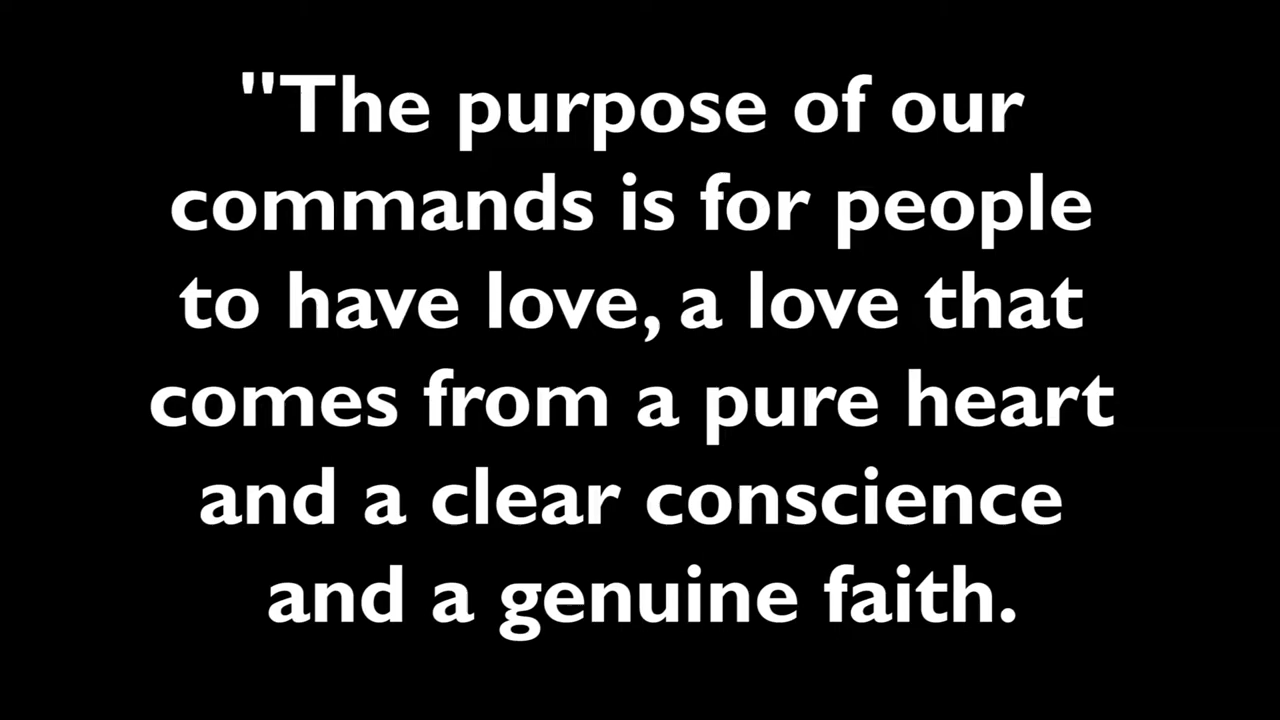 "The purpose of our
commands is for people
to have love, a love that
comes from a pure heart
and a clear conscience
and a genuine faith.